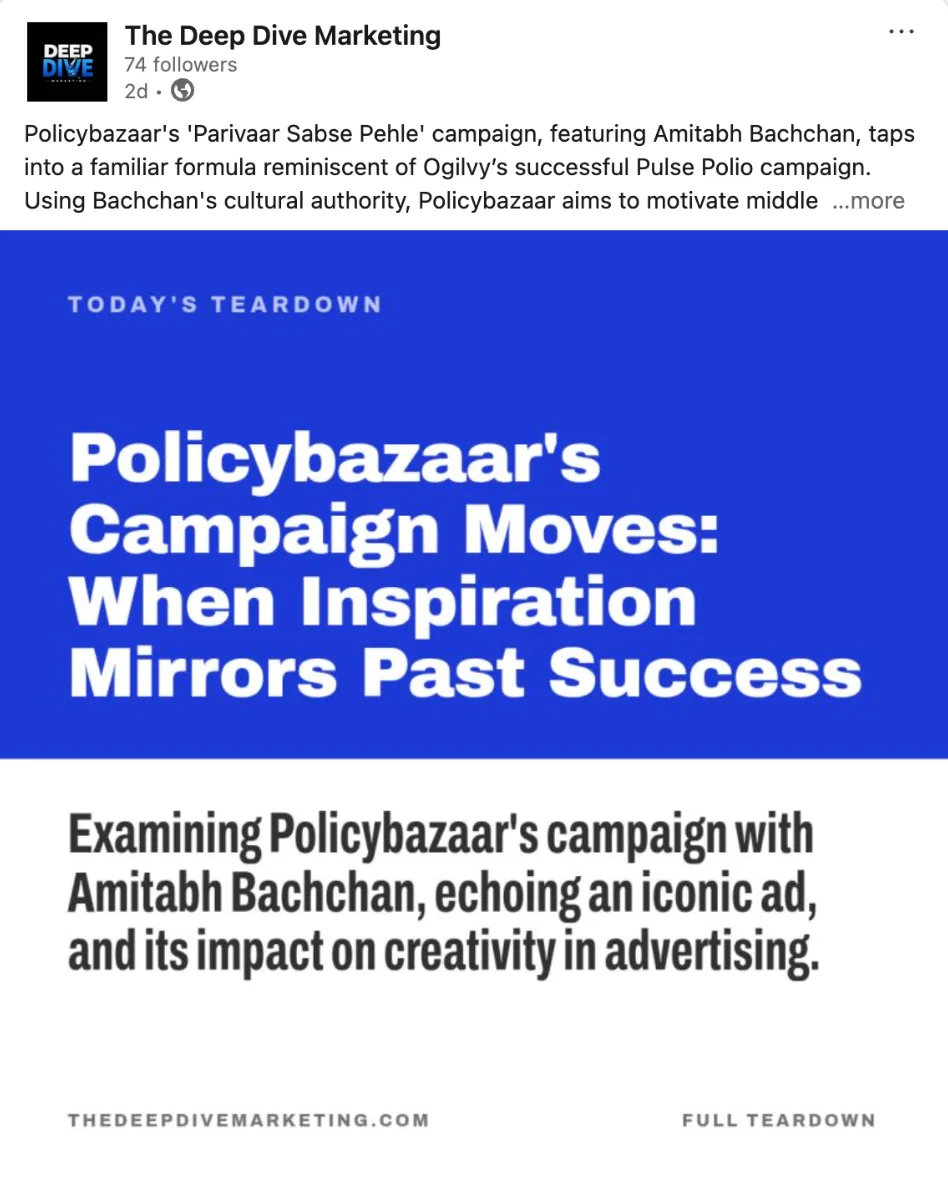 DEEP
DIVE
The Deep Dive Marketing
74 followers
2d •
Policybazaar's 'Parivaar Sabse Pehle' campaign, featuring Amitabh Bachchan, taps
into a familiar formula reminiscent of Ogilvy’s successful Pulse Polio campaign.
Using Bachchan's cultural authority, Policybazaar aims to motivate middle ...more
TODAY'S TEARDOWN
Policybazaar's
Campaign Moves:
When Inspiration
Mirrors Past Success
Examining Policybazaar's campaign with
Amitabh Bachchan, echoing an iconic ad,
and its impact on creativity in advertising.
THEDEEPDIVEMARKETING.COM
FULL TEARDOWN